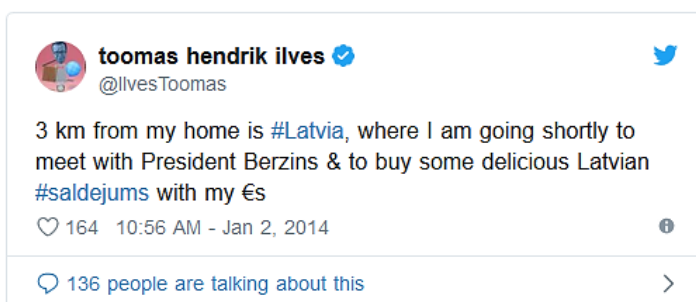 toomas hendrik ilves
@IlvesToomas
3 km from my home is #Latvia, where I am going shortly to
meet with President Berzins & to buy some delicious Latvian
#saldejums with my €s
164 10:56 AM - Jan 2, 2014
136 people are talking about this